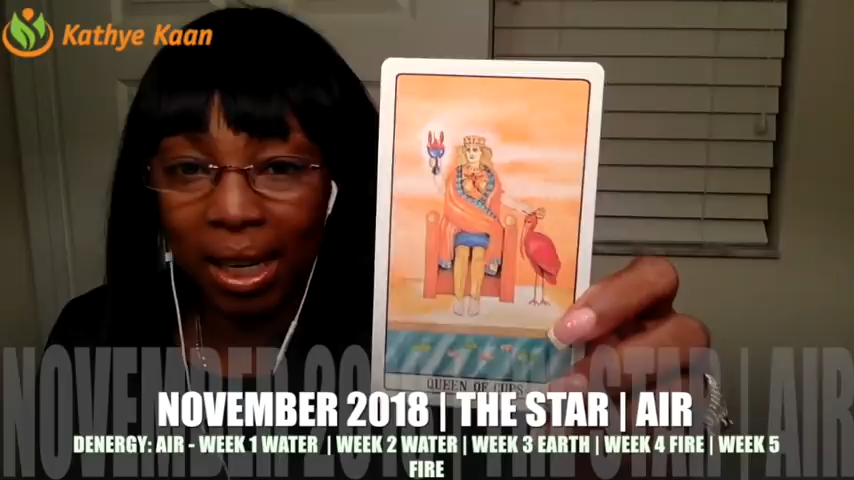 Kathye Kaan
QUEEN OF CUPS
NOVEMBER 2018 | THE STAR | AIR
DENERGY: AIR - WEEK 1 WATER | WEEK 2 WATER | WEEK 3 EARTH | WEEK 4 FIRE | WEEK 5
FIRE